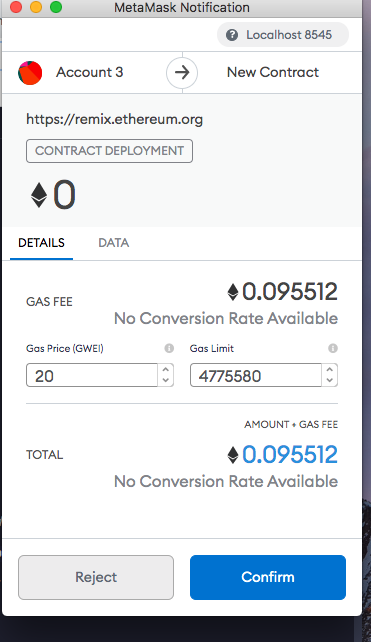 MetaMask Notification
? Localhost 8545
Account 3 New Contract
https://remix.ethereum.org
CONTRACT DEPLOYMENT
0
DETAILS DATA
GAS FEE 0.095512
No Conversion Rate Available
Gas Price (GWEI) i Gas Limit i
20 4775580
AMOUNT + GAS FEE
TOTAL 0.095512
No Conversion Rate Available
Reject Confirm